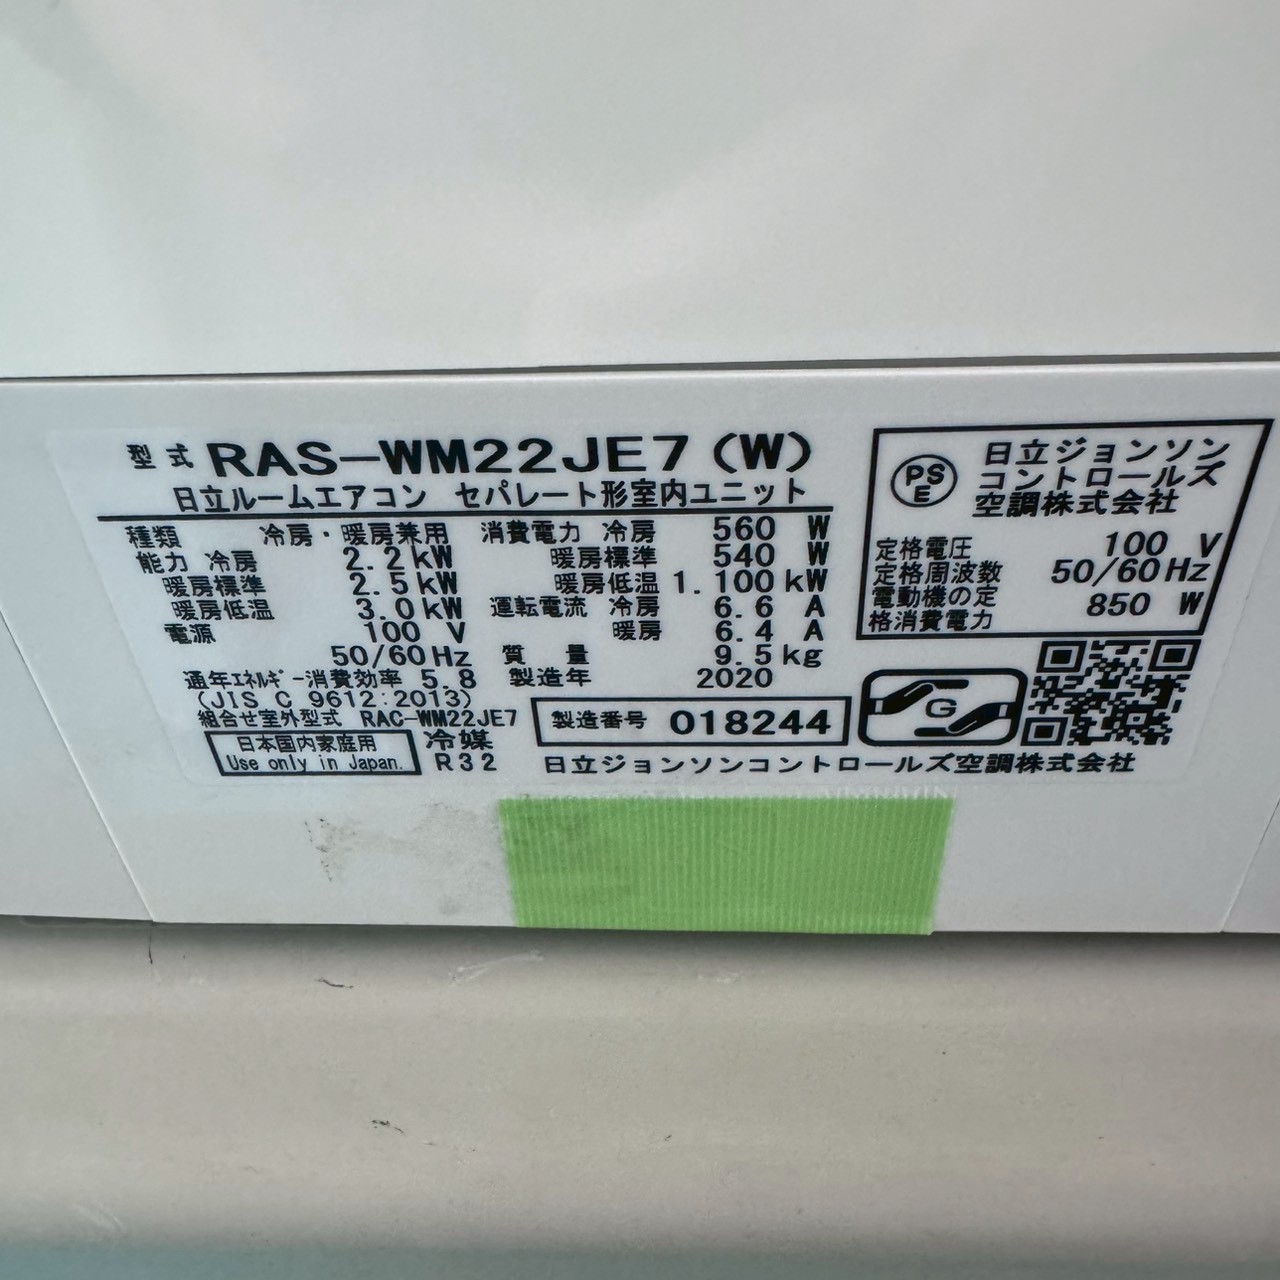 型式 RAS-WM22JE7(W)
日立ルームエアコン セパレート形室内ユニット
種類 冷房・暖房兼用
能力 冷房 2.2kW
暖房標準 2.5kW
暖房低温 3.0kW
電源 100 V
50/60Hz
通年エネルギー消費効率 5.8
(JIS C 9612:2013)
組合せ室外型式 RAC-WM22JE7
日本国内家庭用
Use only in Japan.
冷媒
R32
消費電力 冷房 560 W
暖房標準 540 W
暖房低温 1.100kW
運転電流 冷房 6.6 A
暖房 6.4 A
質量 9.5kg
製造年 2020
製造番号 018244
日立ジョンソンコントロールズ空調株式会社
PS
E
日立ジョンソン
コントロールズ
空調株式会社
定格電圧 100 V
定格周波数 50/60Hz
電動機の定
格消費電力 850 W
G